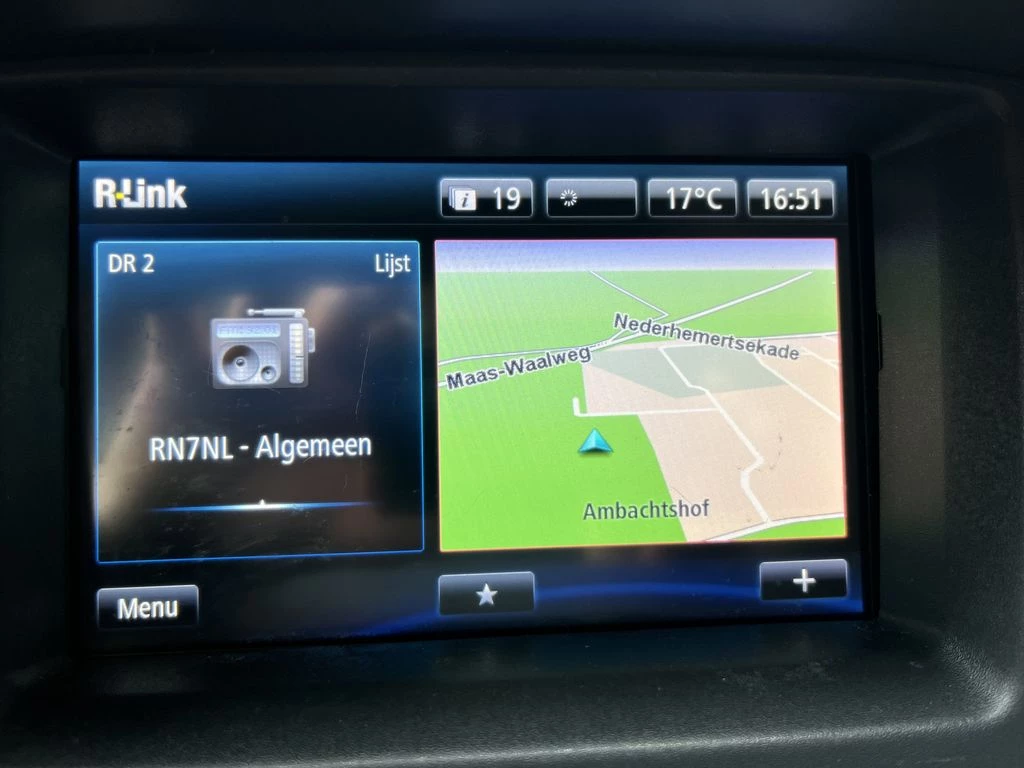 R-Link
19
17°C
16:51
DR 2
Lijst
RN7NL - Algemeen
Nederhemertsekade
Maas-Waalweg
Ambachtshof
Menu